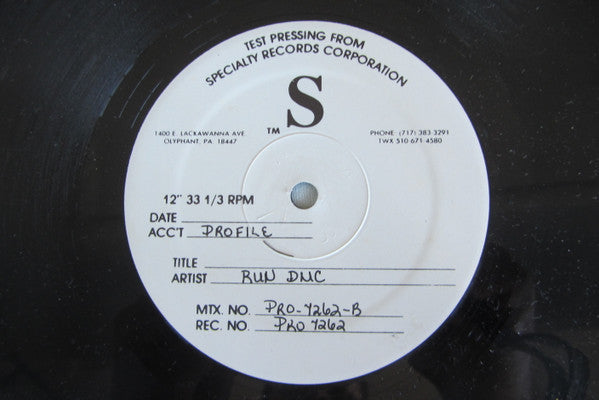 TEST PRESSING FROM
SPECIALTY RECORDS CORPORATION
S
TM
1400 E. LACKAWANNA AVE.
OLYPHANT, PA. 18447
PHONE: (717) 383-3291
TWX 510 671-4580
12" 33 1/3 RPM
DATE
ACC'T PROFILE
TITLE
ARTIST RUN DMC
MTX. NO. PRO-7262-B
REC. NO. PRO 7262